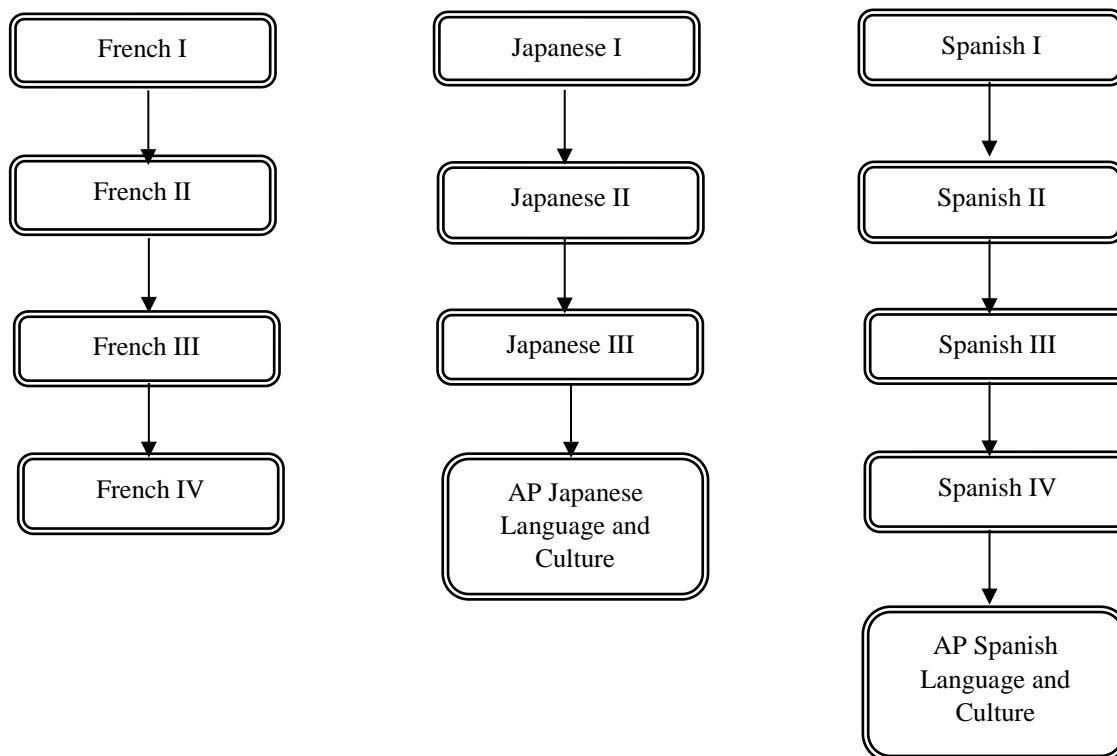 French I
French II
French III
French IV
Japanese I
Japanese II
Japanese III
AP Japanese
Language and
Culture
Spanish I
Spanish II
Spanish III
Spanish IV
AP Spanish
Language and
Culture